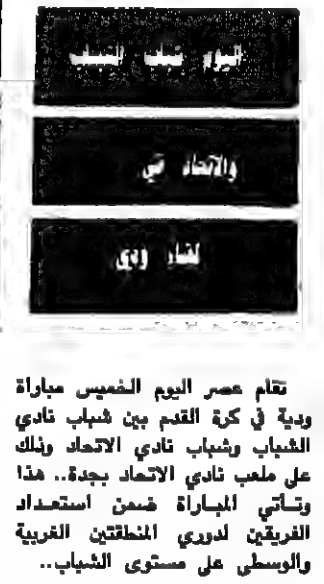 اليوم شباب الشباب
والاتحاد في
لقاء ودي
تقام عصر اليوم الخميس مباراة
ودية في كرة القدم بين شباب نادي
الشباب وشباب نادي الاتحاد وذلك
على ملعب نادي الاتحاد بجدة.. هذا
وتأتي المباراة ضمن استعداد
الفريقين لدوري المنطقتين الغربية
والوسطى على مستوى الشباب..